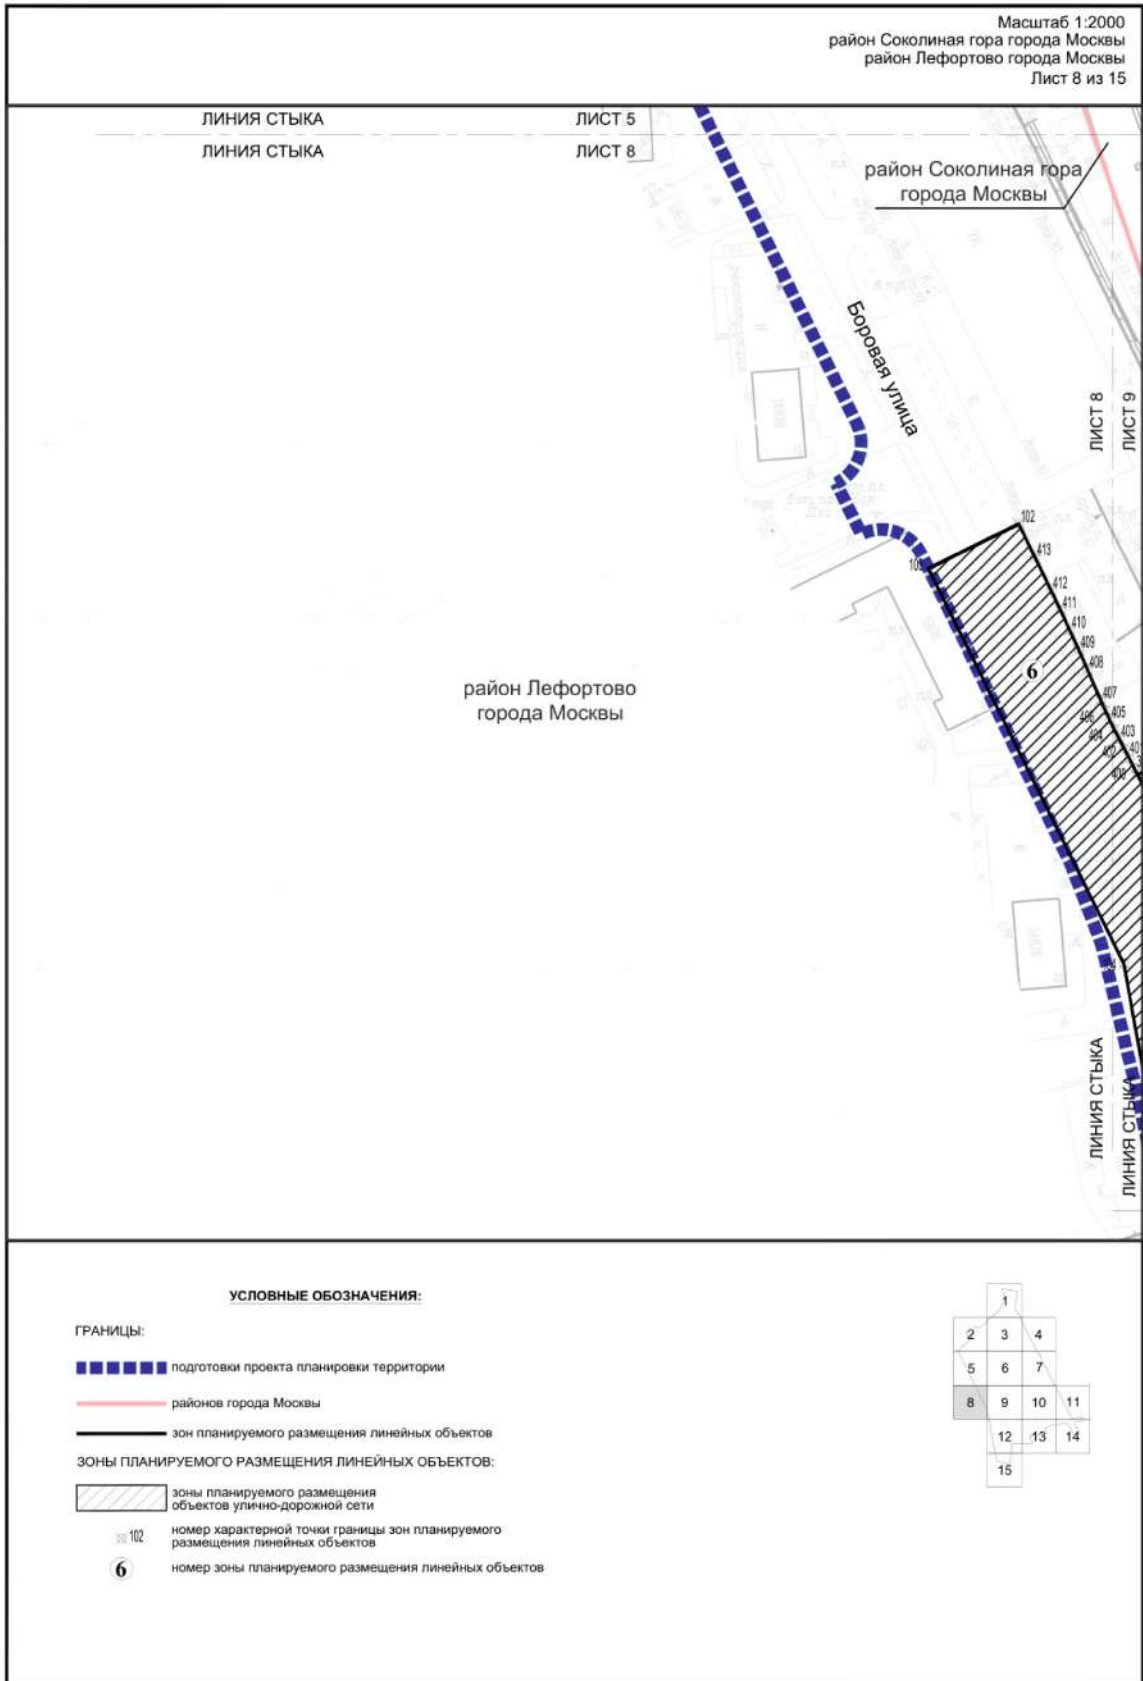 Масштаб 1:2000
район Соколиная гора города Москвы
район Лефортово города Москвы
Лист 8 из 15
ЛИНИЯ СТЫКА
ЛИСТ 5
ЛИНИЯ СТЫКА
ЛИСТ 8
район Соколиная гора
города Москвы
Боровая улица
ЛИСТ 8
ЛИСТ 9
102
413
412
411
410
409
408
6
407
405
403
404
402
400
район Лефортово
города Москвы
ЛИНИЯ СТЫКА
ЛИНИЯ СТЫКА
УСЛОВНЫЕ ОБОЗНАЧЕНИЯ:
ГРАНИЦЫ:
подготовки проекта планировки территории
районов города Москвы
зон планируемого размещения линейных объектов
ЗОНЫ ПЛАНИРУЕМОГО РАЗМЕЩЕНИЯ ЛИНЕЙНЫХ ОБЪЕКТОВ:
зоны планируемого размещения
объектов улично-дорожной сети
102
номер характерной точки границы зон планируемого
размещения линейных объектов
6
номер зоны планируемого размещения линейных объектов
1
2 3 4
5 6 7
8 9 10 11
12 13 14
15